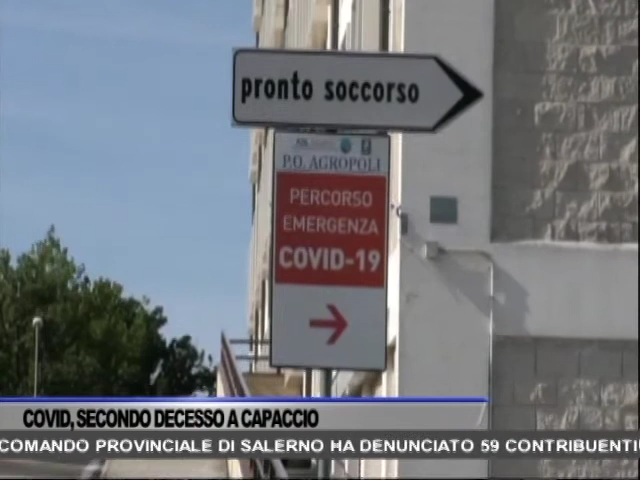 pronto soccorso
P.O. AGROPOLI
PERCORSO
EMERGENZA
COVID-19
COVID, SECONDO DECESSO A CAPACCIO
COMANDO PROVINCIALE DI SALERNO HA DENUNCIATO 59 CONTRIBUENTI